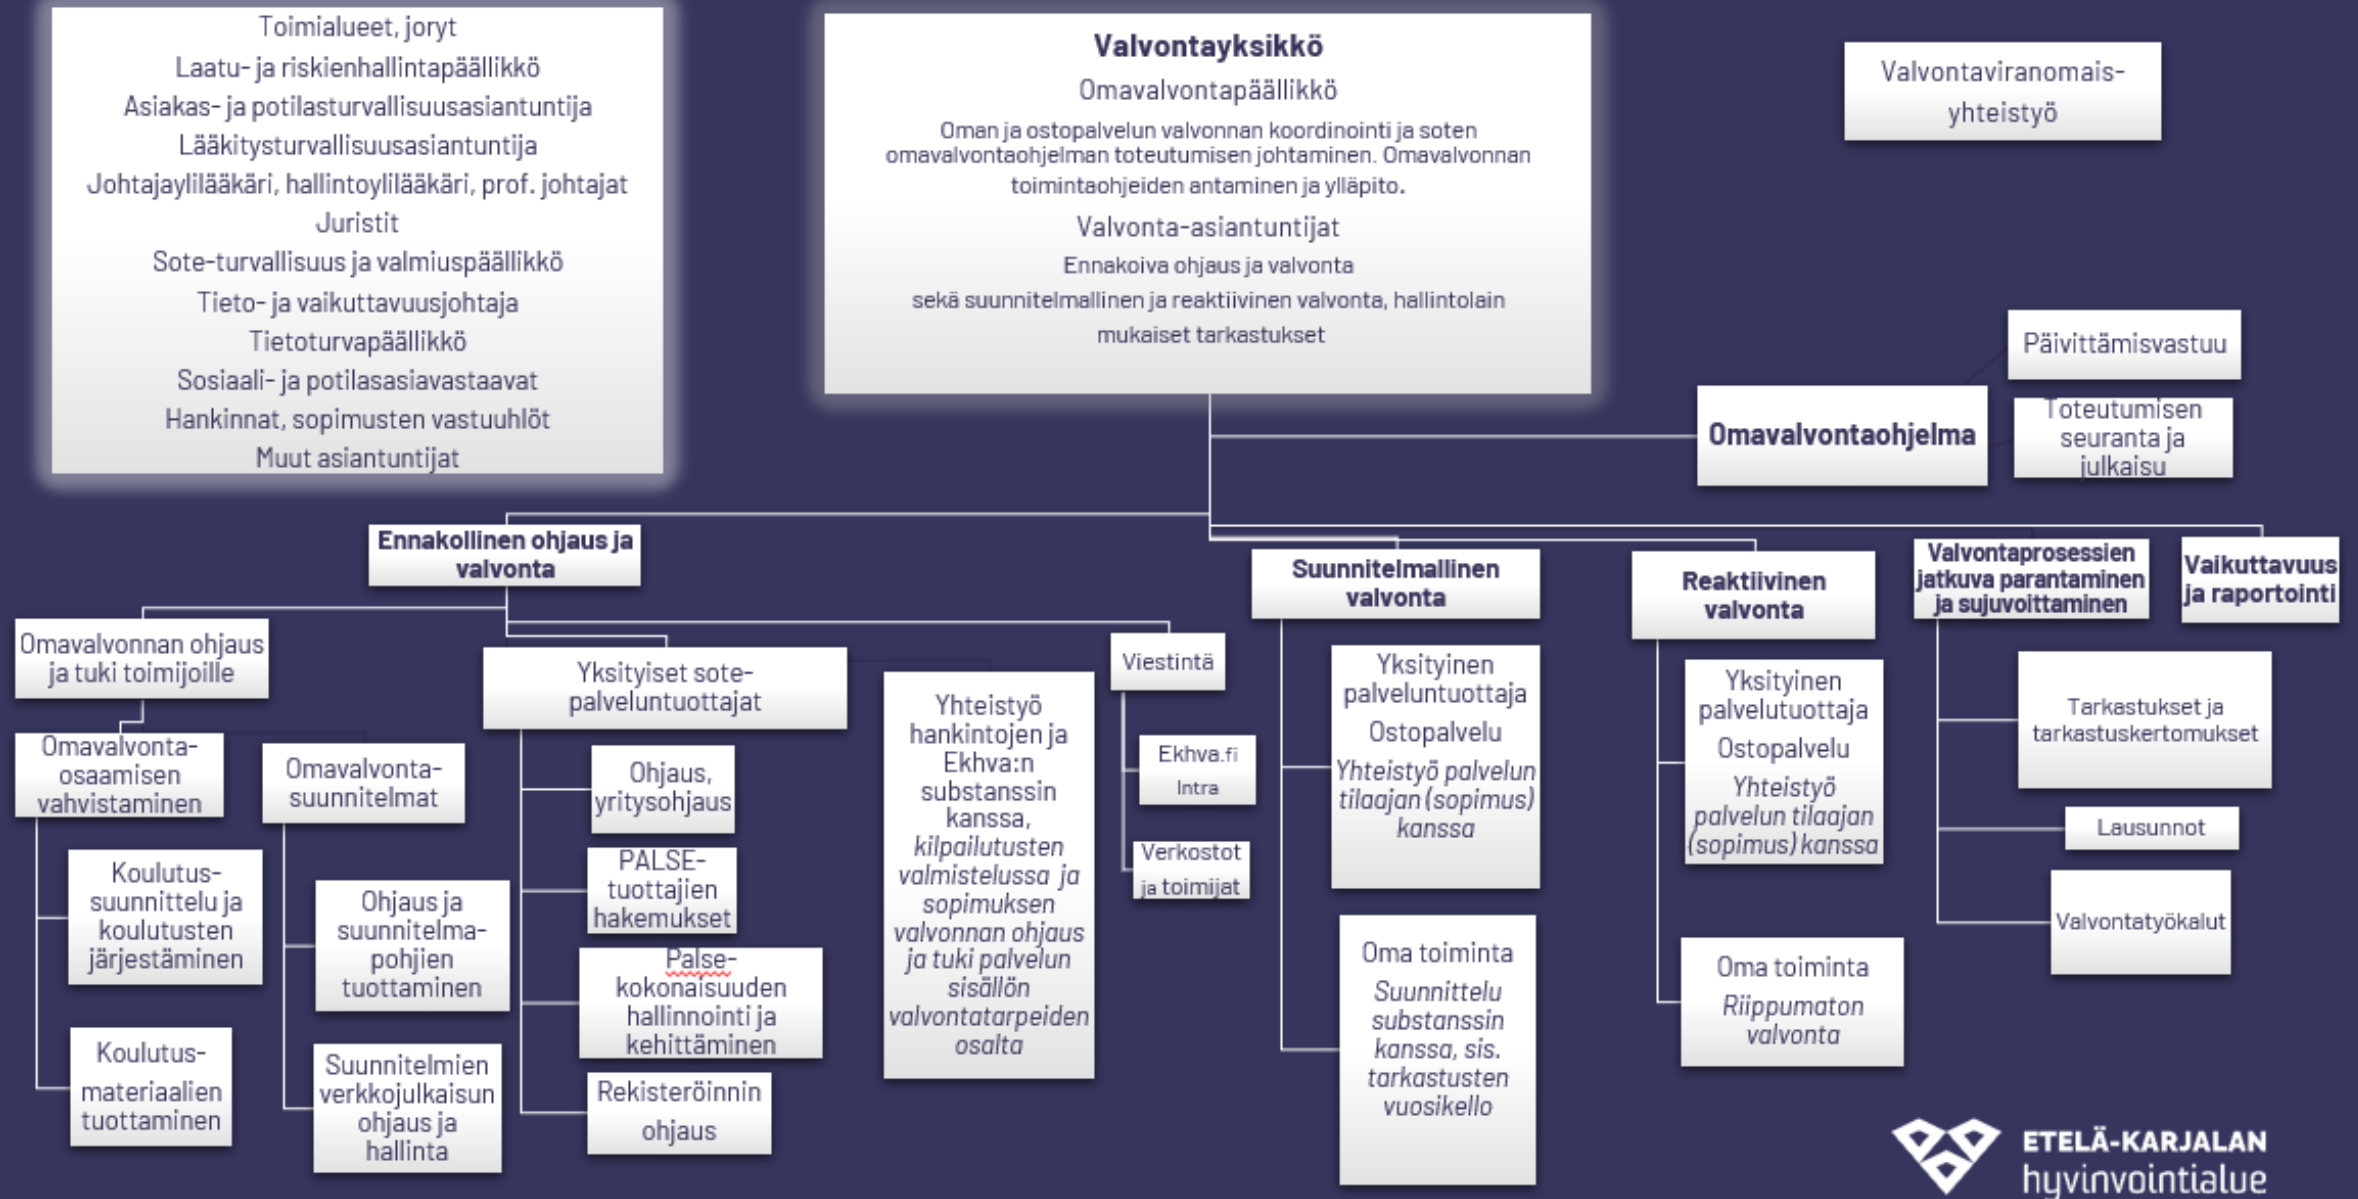 Toimialueet, joryt
Laatu- ja riskienhallintapäällikkö
Asiakas- ja potilasturvallisuusasiantuntija
Lääkitysturvallisuusasiantuntija
Johtajaylilääkäri, hallintoylilääkäri, prof. johtajat
Juristit
Sote-turvallisuus ja valmiuspäällikkö
Tieto- ja vaikuttavuusjohtaja
Tietoturvapäällikkö
Sosiaali- ja potilasasiavastaavat
Hankinnat, sopimusten vastuuhlöt
Muut asiantuntijat
Valvontayksikkö
Omavalvontapäällikkö
Oman ja ostopalvelun valvonnan koordinointi ja soten
omavalvontaohjelman toteutumisen johtaminen. Omavalvonnan
toimintaohjeiden antaminen ja ylläpito.
Valvonta-asiantuntijat
Ennakoiva ohjaus ja valvonta
sekä suunnitelmallinen ja reaktiivinen valvonta, hallintolain
mukaiset tarkastukset
Valvontaviranomais-
yhteistyö
Omavalvontaohjelma
Päivittämisvastuu
Toteutumisen
seuranta ja
julkaisu
Ennakollinen ohjaus ja
valvonta
Omavalvonnan ohjaus
ja tuki toimijoille
Omavalvonta-
osaamisen
vahvistaminen
Koulutus-
suunnittelu ja
koulutusten
järjestäminen
Koulutus-
materiaalien
tuottaminen
Omavalvonta-
suunnitelmat
Ohjaus ja
suunnitelma-
pohjien
tuottaminen
Suunnitelmien
verkkojulkaisun
ohjaus ja
hallinta
Yksityiset sote-
palveluntuottajat
Ohjaus,
yritysohjaus
PALSE-
tuottajien
hakemukset
Palse-
kokonaisuuden
hallinnointi ja
kehittäminen
Rekisteröinnin
ohjaus
Yhteistyö
hankintojen ja
Ekhva:n
substanssin
kanssa,
kilpailutusten
valmistelussa ja
sopimuksen
valvonnan ohjaus
ja tuki palvelun
sisällön
valvontatarpeiden
osalta
Viestintä
Ekhva.fi
Intra
Verkostot
ja toimijat
Suunnitelmallinen
valvonta
Yksityinen
palveluntuottaja
Ostopalvelu
Yhteistyö palvelun
tilaajan (sopimus)
kanssa
Oma toiminta
Suunnittelu
substanssin
kanssa, sis.
tarkastusten
vuosikello
Reaktiivinen
valvonta
Yksityinen
palvelutuottaja
Ostopalvelu
Yhteistyö
palvelun tilaajan
(sopimus) kanssa
Oma toiminta
Riippumaton
valvonta
Valvontaprosessien
jatkuva parantaminen
ja sujuvoittaminen
Tarkastukset ja
tarkastuskertomukset
Lausunnot
Valvontatyökalut
Vaikuttavuus
ja raportointi
ETELÄ-KARJALAN
hyvinvointialue